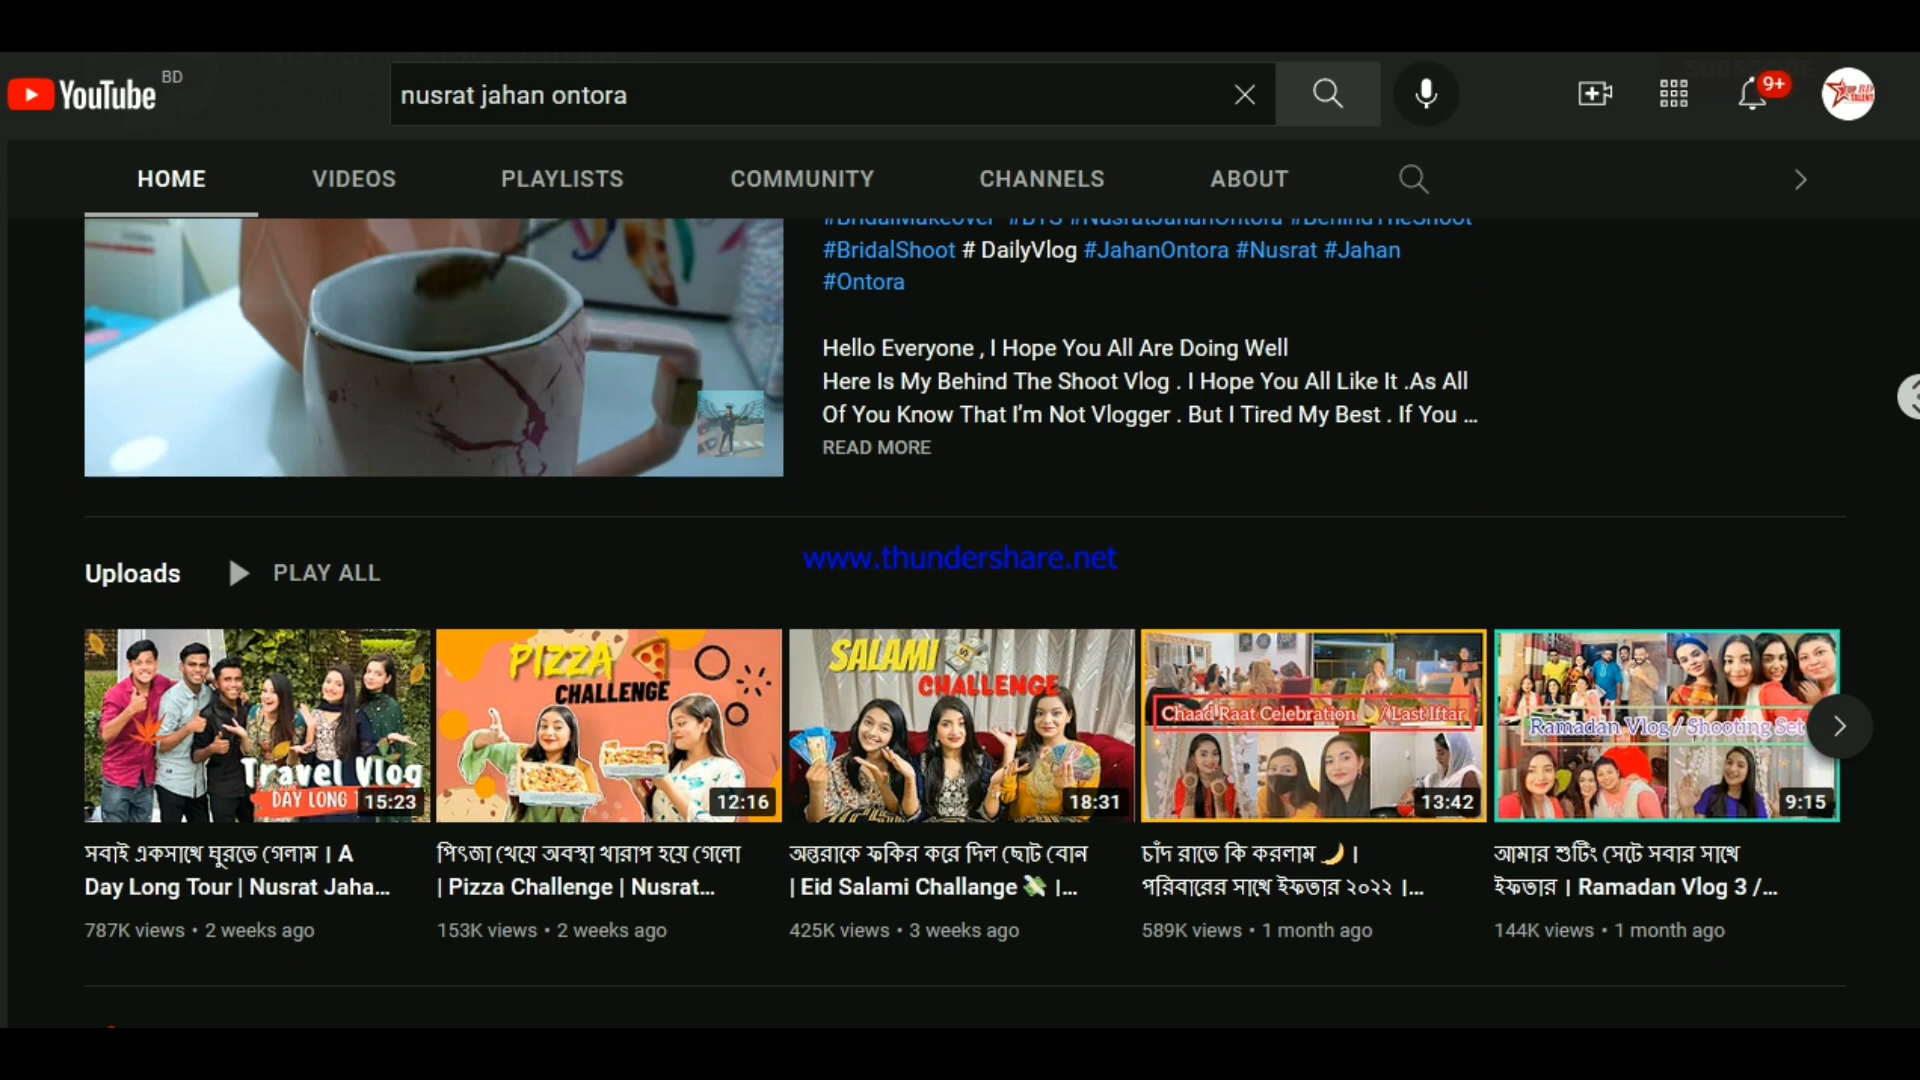 YouTube BD
nusrat jahan ontora
9+
HOME VIDEOS PLAYLISTS COMMUNITY CHANNELS ABOUT
#BridalMakeover #BTS #NusratJahanOntora #BehindTheShoot
#BridalShoot # DailyVlog #JahanOntora #Nusrat #Jahan
#Ontora
Hello Everyone , I Hope You All Are Doing Well
Here Is My Behind The Shoot Vlog . I Hope You All Like It .As All
Of You Know That I'm Not Vlogger . But I Tired My Best . If You ...
READ MORE
www.thundershare.net
Uploads PLAY ALL
Travel Vlog
DAY LONG
15:23
সবাই একসাথে ঘুরতে গেলাম । A
Day Long Tour | Nusrat Jaha...
787K views • 2 weeks ago
PIZZA
CHALLENGE
12:16
পিৎজা খেয়ে অবস্থা খারাপ হয়ে গেলো
| Pizza Challenge | Nusrat...
153K views • 2 weeks ago
SALAMI
CHALLENGE
18:31
অন্তরাকে ফকির করে দিল ছোট বোন
| Eid Salami Challange 💸 |...
425K views • 3 weeks ago
Chaad Raat Celebration 🌙 / Last Iftar
13:42
চাঁদ রাতে কি করলাম 🌙 ।
পরিবারের সাথে ইফতার ২০২২ ।...
589K views • 1 month ago
Ramadan Vlog / Shooting Set
9:15
আমার শুটিং সেটে সবার সাথে
ইফতার । Ramadan Vlog 3 /...
144K views • 1 month ago